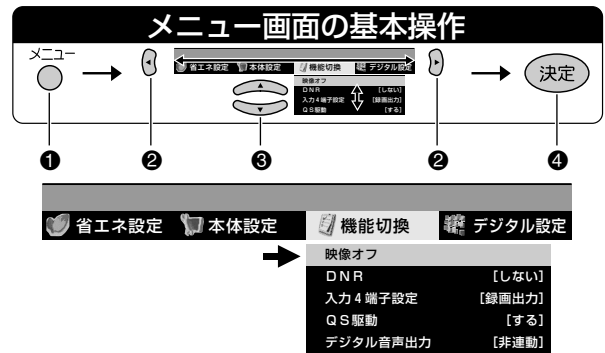 メニュー画面の基本操作
メニュー
省エネ設定 本体設定 機能切換 デジタル設定
映像オフ
DNR [しない]
入力4端子設定 [録画出力]
QS駆動 [する]
決定
❶ ❷ ❸ ❷ ❹
省エネ設定 本体設定 機能切換 デジタル設定
映像オフ
DNR [しない]
入力4端子設定 [録画出力]
QS駆動 [する]
デジタル音声出力 [非連動]